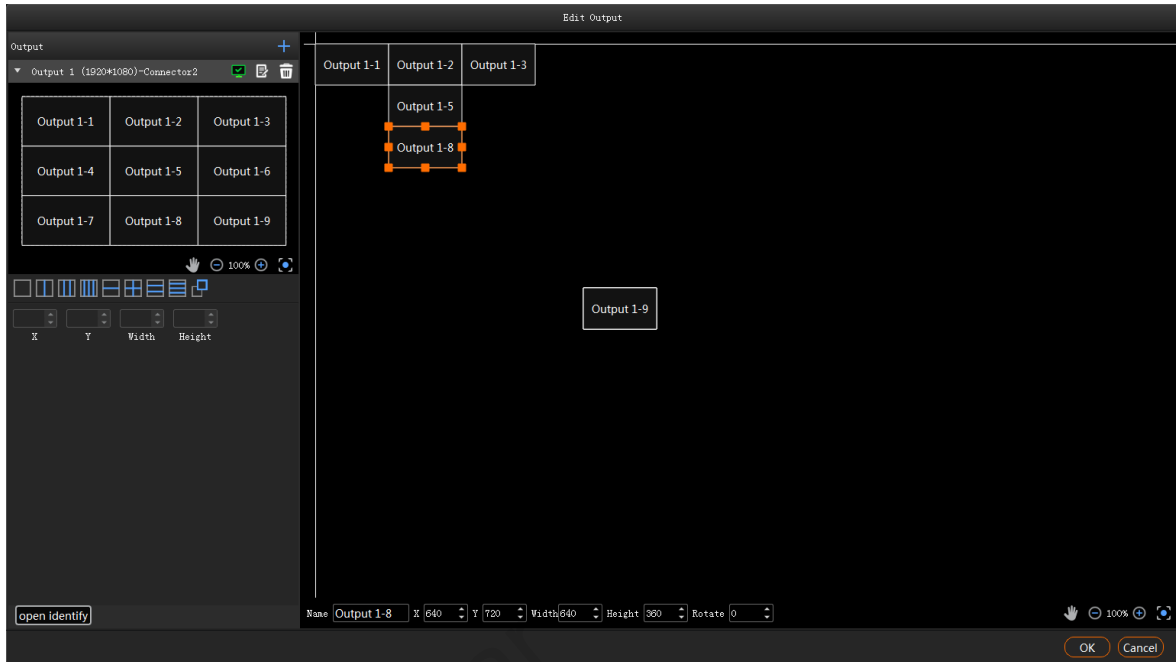 Edit Output
Output
Output 1 (1920*1080)-Connector2
Output 1-1 Output 1-2 Output 1-3
Output 1-4 Output 1-5 Output 1-6
Output 1-7 Output 1-8 Output 1-9
100%
X Y Width Height
open identify
Output 1-1 Output 1-2 Output 1-3
Output 1-5
Output 1-8
Output 1-9
Name Output 1-8 X 640 Y 720 Width 640 Height 360 Rotate 0
100%
OK Cancel